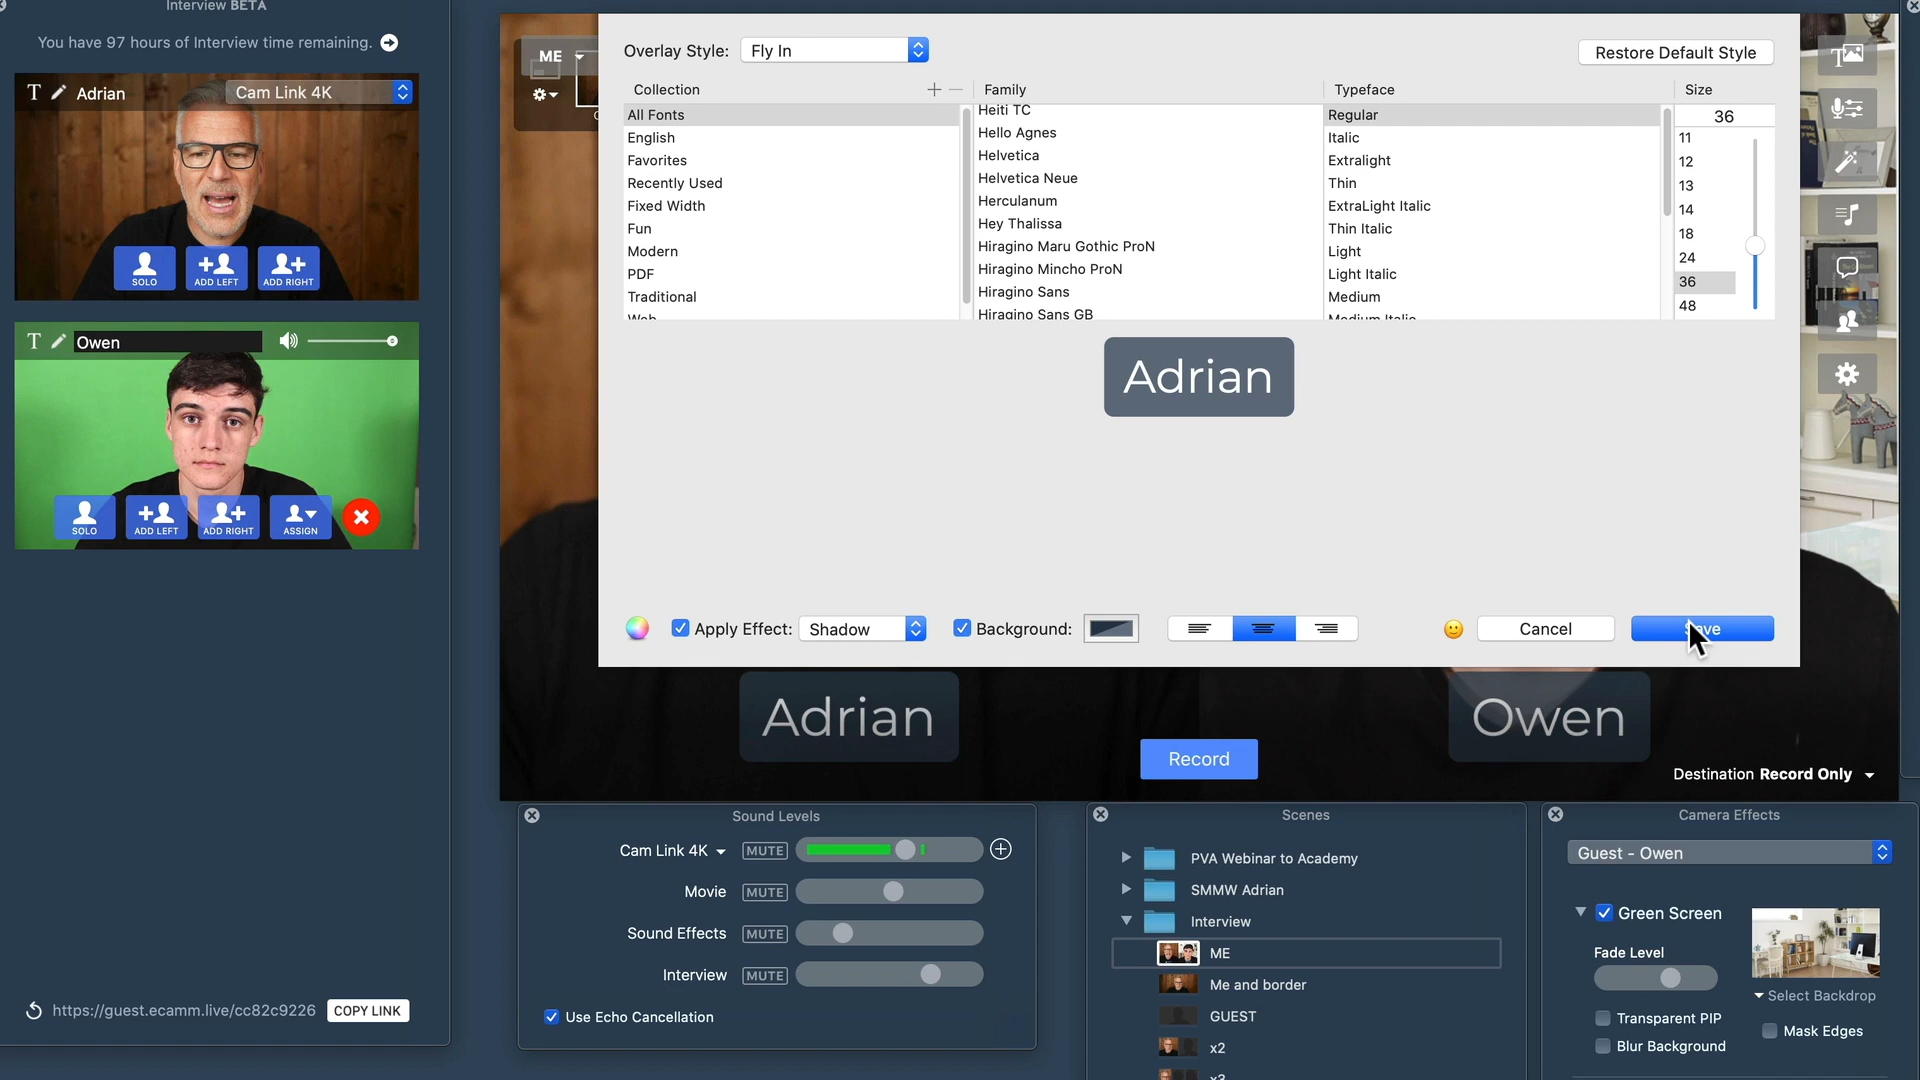 Interview BETA
You have 97 hours of Interview time remaining.
T Adrian
Cam Link 4K
SOLO
ADD LEFT
ADD RIGHT
T Owen
SOLO
ADD LEFT
ADD RIGHT
ASSIGN
https://guest.ecamm.live/cc82c9226
COPY LINK
ME
Overlay Style: Fly In
Restore Default Style
Collection
Family
Typeface
Size
All Fonts
English
Favorites
Recently Used
Fixed Width
Fun
Modern
PDF
Traditional
Web
Heiti TC
Hello Agnes
Helvetica
Helvetica Neue
Herculanum
Hey Thalissa
Hiragino Maru Gothic ProN
Hiragino Mincho ProN
Hiragino Sans
Hiragino Sans GB
Regular
Italic
Extralight
Thin
ExtraLight Italic
Thin Italic
Light
Light Italic
Medium
Medium Italic
36
11
12
13
14
18
24
36
48
Adrian
Apply Effect: Shadow
Background:
Cancel
Adrian
Owen
Record
Destination Record Only
Sound Levels
Cam Link 4K
MUTE
Movie
MUTE
Sound Effects
MUTE
Interview
MUTE
Use Echo Cancellation
Scenes
PVA Webinar to Academy
SMMW Adrian
Interview
ME
Me and border
GUEST
x2
x3
Camera Effects
Guest - Owen
Green Screen
Fade Level
Select Backdrop
Transparent PIP
Mask Edges
Blur Background